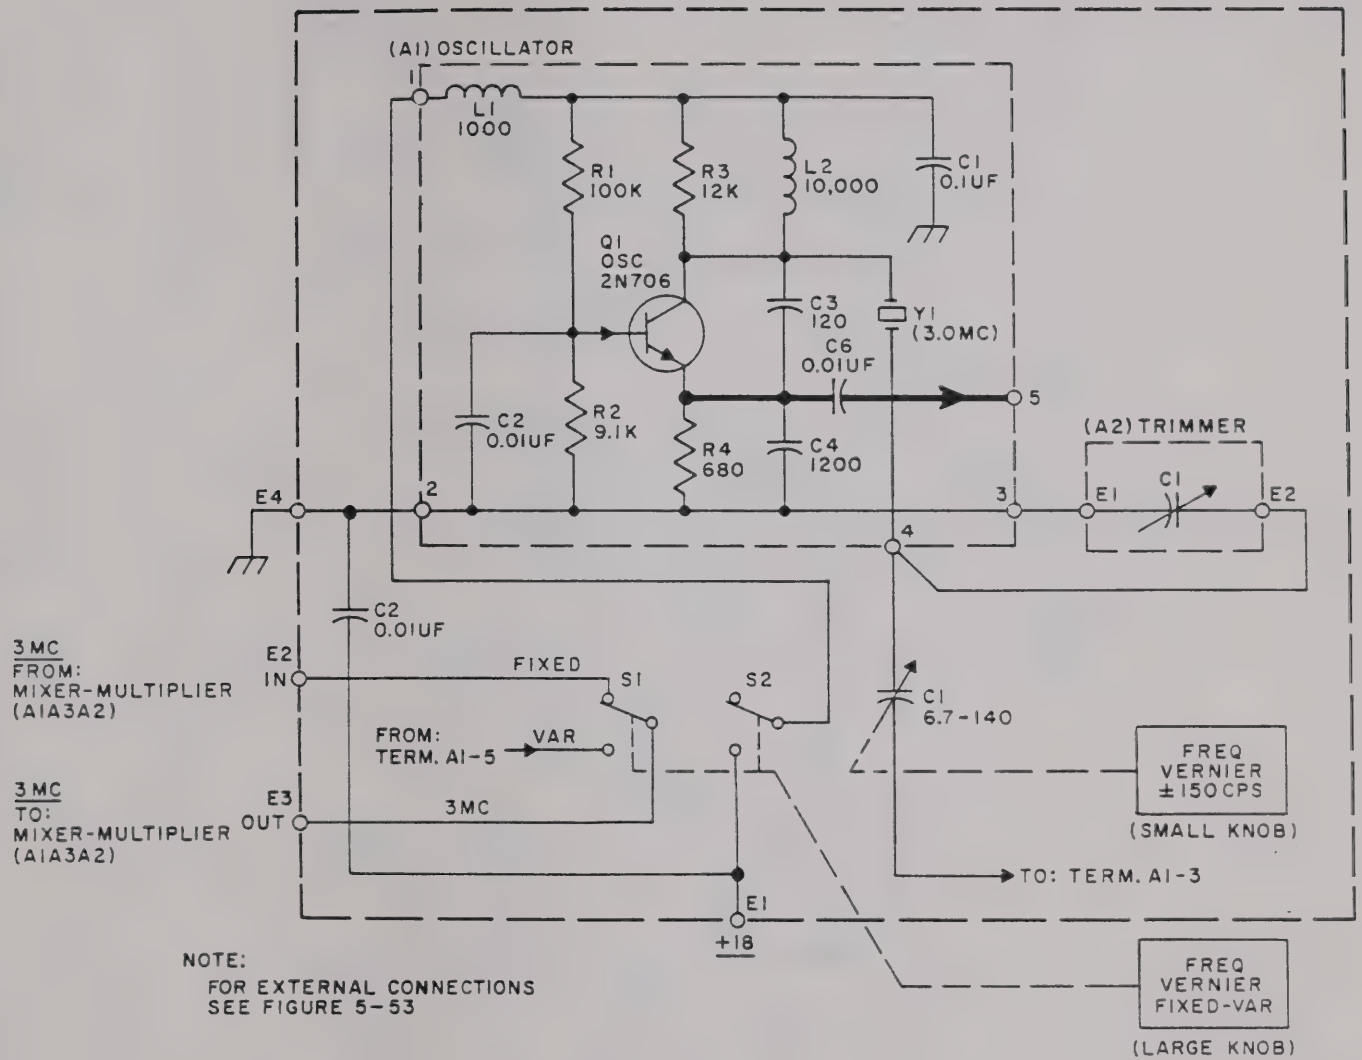 (A1) OSCILLATOR
1
L1
1000
R1
100K
R3
12K
L2
10,000
C1
0.1UF
Q1
OSC
2N706
C3
120
Y1
(3.0MC)
C6
0.01UF
5
C2
0.01UF
R2
9.1K
R4
680
C4
1200
(A2) TRIMMER
E4
2
3
E1
C1
E2
4
C2
0.01UF
3MC
FROM:
MIXER-MULTIPLIER
(A1A3A2)
E2
IN
FIXED
S1
S2
C1
6.7-140
FROM:
TERM. A1-5
VAR
FREQ
VERNIER
±150CPS
(SMALL KNOB)
3MC
TO:
MIXER-MULTIPLIER
(A1A3A2)
E3
OUT
3MC
TO: TERM. A1-3
E1
+18
NOTE:
FOR EXTERNAL CONNECTIONS
SEE FIGURE 5-53
FREQ
VERNIER
FIXED-VAR
(LARGE KNOB)